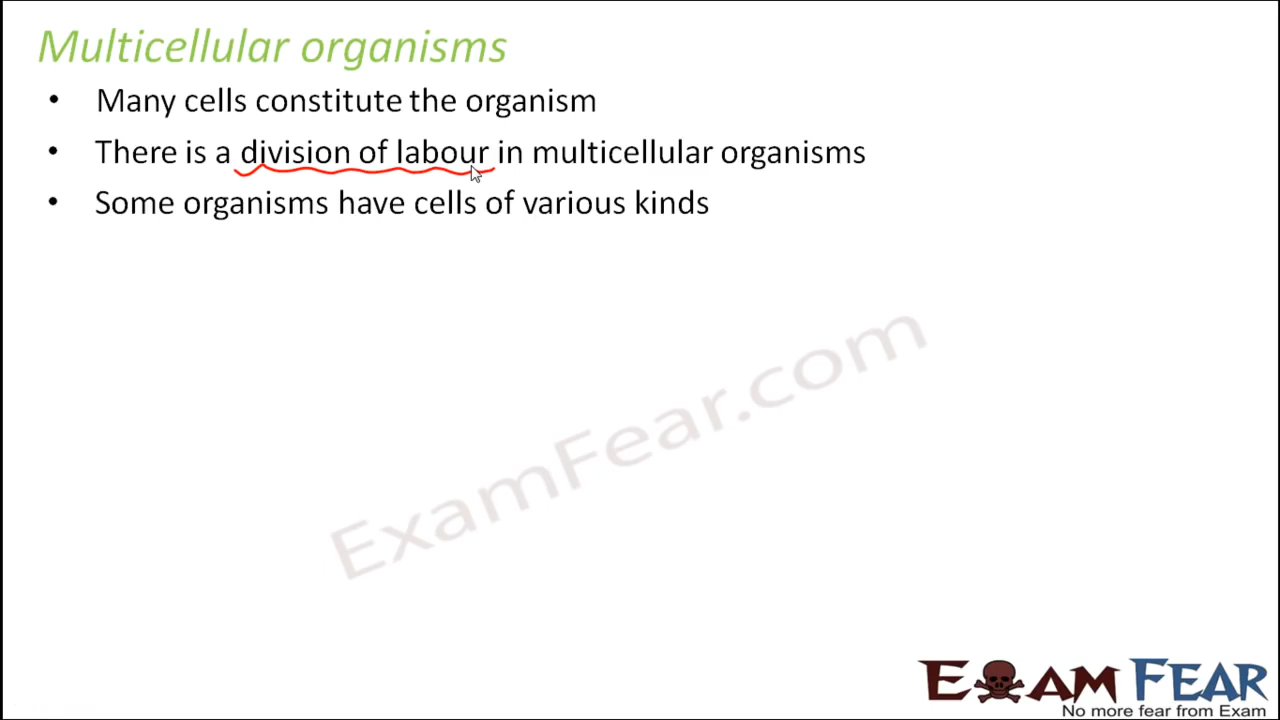 Multicellular organisms
• Many cells constitute the organism
• There is a division of labour in multicellular organisms
• Some organisms have cells of various kinds
ExamFear.com
EXAM FEAR
No more fear from Exam